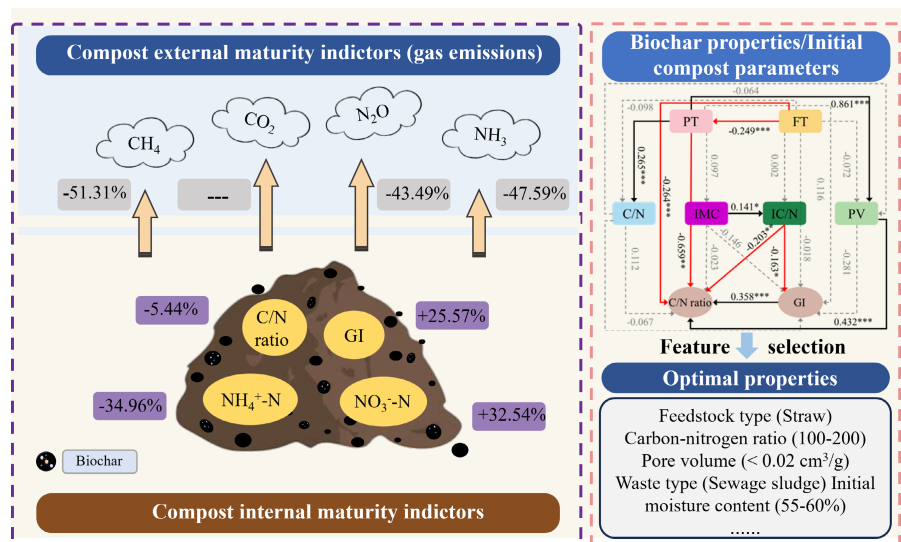 Compost external maturity indictors (gas emissions)
CH4
CO2
N2O
NH3
-51.31%
---
-43.49%
-47.59%
-5.44%
C/N
ratio
GI
+25.57%
-34.96%
NH4+-N
NO3--N
+32.54%
Biochar
Compost internal maturity indictors
Biochar properties/Initial
compost parameters
-0.064
-0.098
0.861***
PT
-0.249***
FT
0.265***
-0.264***
0.097
0.002
-0.072
0.116
C/N
IMC
0.141*
IC/N
PV
0.112
-0.659**
-0.023
-0.146
-0.203**
-0.163*
-0.018
-0.281
C/N ratio
0.358***
GI
-0.067
0.432***
Feature selection
Optimal properties
Feedstock type (Straw)
Carbon-nitrogen ratio (100-200)
Pore volume (< 0.02 cm3/g)
Waste type (Sewage sludge) Initial
moisture content (55-60%)
......